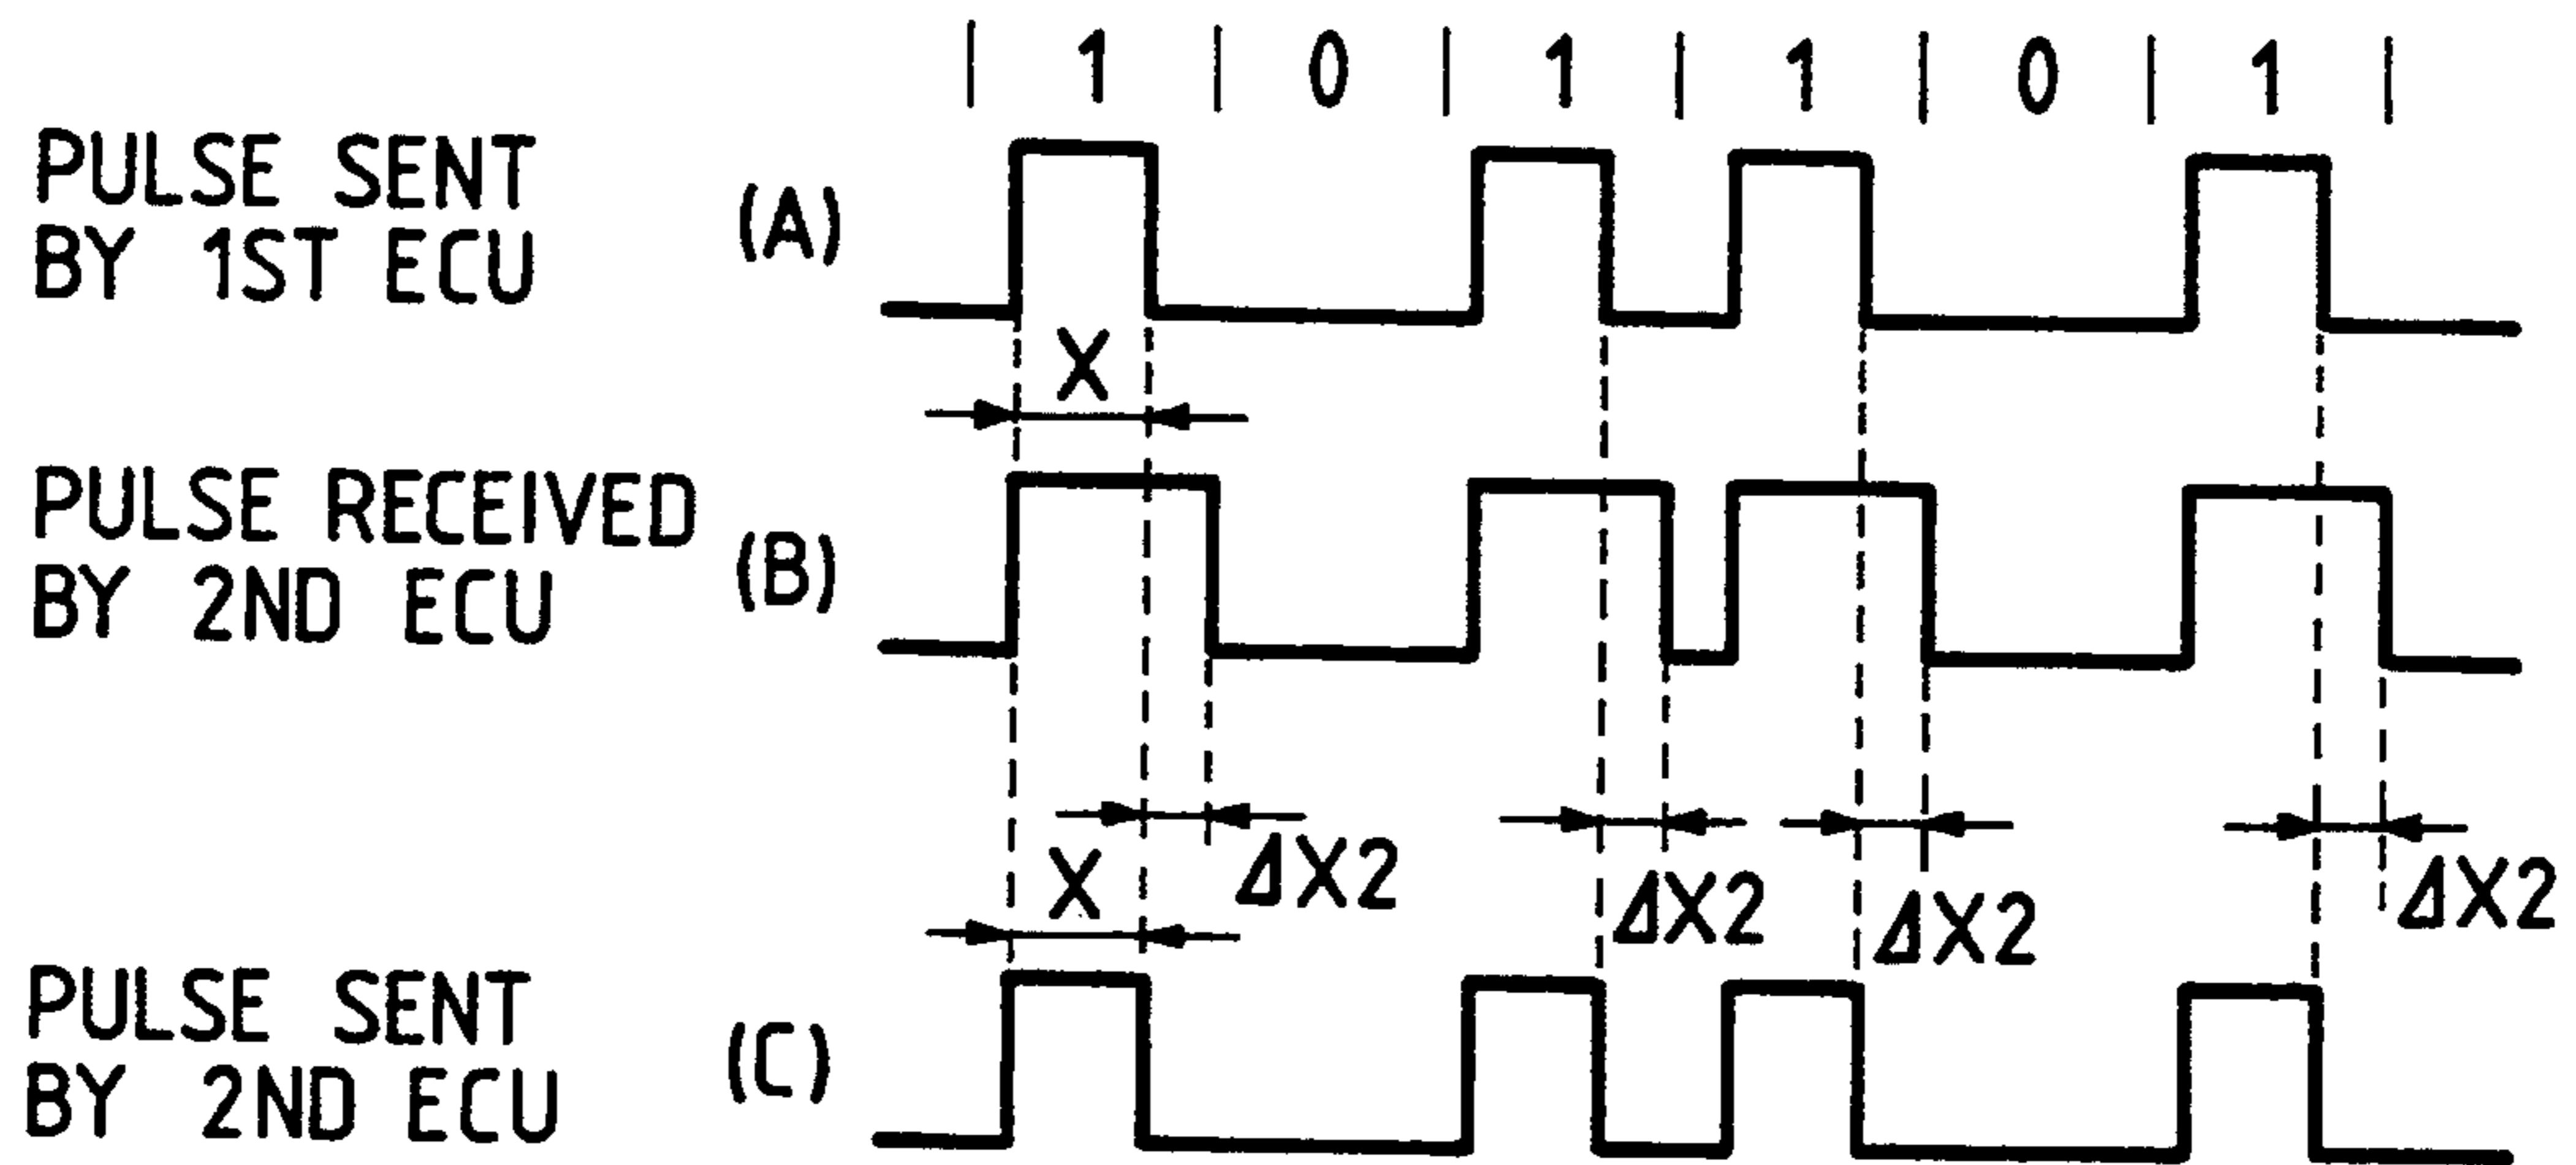 | 1 | 0 | 1 | 1 | 0 | 1 |
PULSE SENT
BY 1ST ECU
(A)
X
PULSE RECEIVED
BY 2ND ECU
(B)
ΔX2 ΔX2 ΔX2 ΔX2
X
PULSE SENT
BY 2ND ECU
(C)